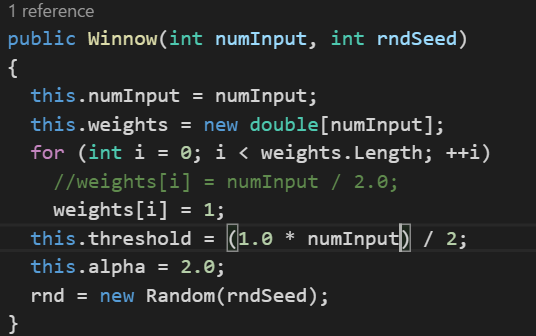 1 reference
public Winnow(int numInput, int rndSeed)
{
  this.numInput = numInput;
  this.weights = new double[numInput];
  for (int i = 0; i < weights.Length; ++i)
    //weights[i] = numInput / 2.0;
    weights[i] = 1;
  this.threshold = (1.0 * numInput) / 2;
  this.alpha = 2.0;
  rnd = new Random(rndSeed);
}